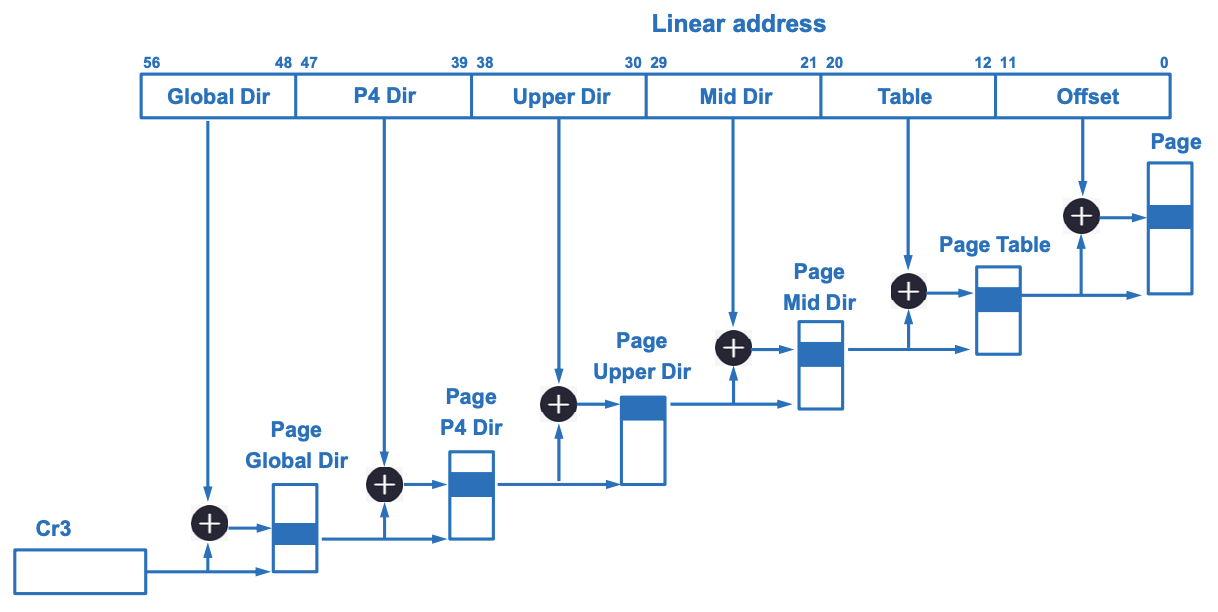 Linear address
56 48 47 39 38 30 29 21 20 12 11 0
Global Dir P4 Dir Upper Dir Mid Dir Table Offset
Page
Page Table
Page
Mid Dir
Page
Upper Dir
Page
P4 Dir
Page
Global Dir
Cr3